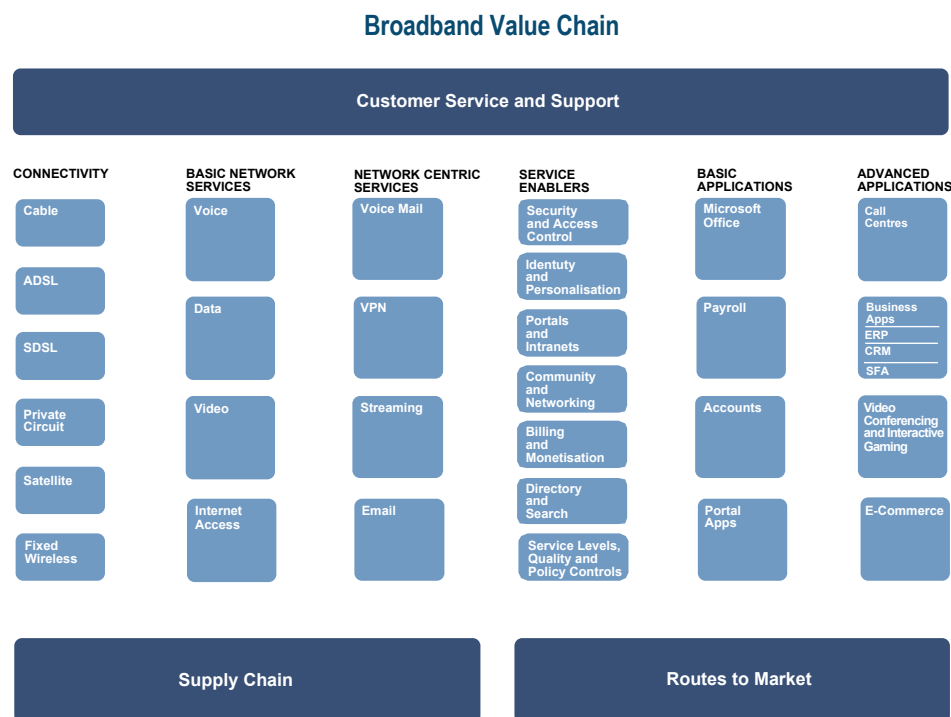 Broadband Value Chain
Customer Service and Support
CONNECTIVITY
Cable
ADSL
SDSL
Private
Circuit
Satellite
Fixed
Wireless
BASIC NETWORK
SERVICES
Voice
Data
Video
Internet
Access
NETWORK CENTRIC
SERVICES
Voice Mail
VPN
Streaming
Email
SERVICE
ENABLERS
Security
and Access
Control
Identuty
and
Personalisation
Portals
and
Intranets
Community
and
Networking
Billing
and
Monetisation
Directory
and
Search
Service Levels,
Quality and
Policy Controls
BASIC
APPLICATIONS
Microsoft
Office
Payroll
Accounts
Portal
Apps
ADVANCED
APPLICATIONS
Call
Centres
Business
Apps
ERP
CRM
SFA
Video
Conferencing
and Interactive
Gaming
E-Commerce
Supply Chain
Routes to Market